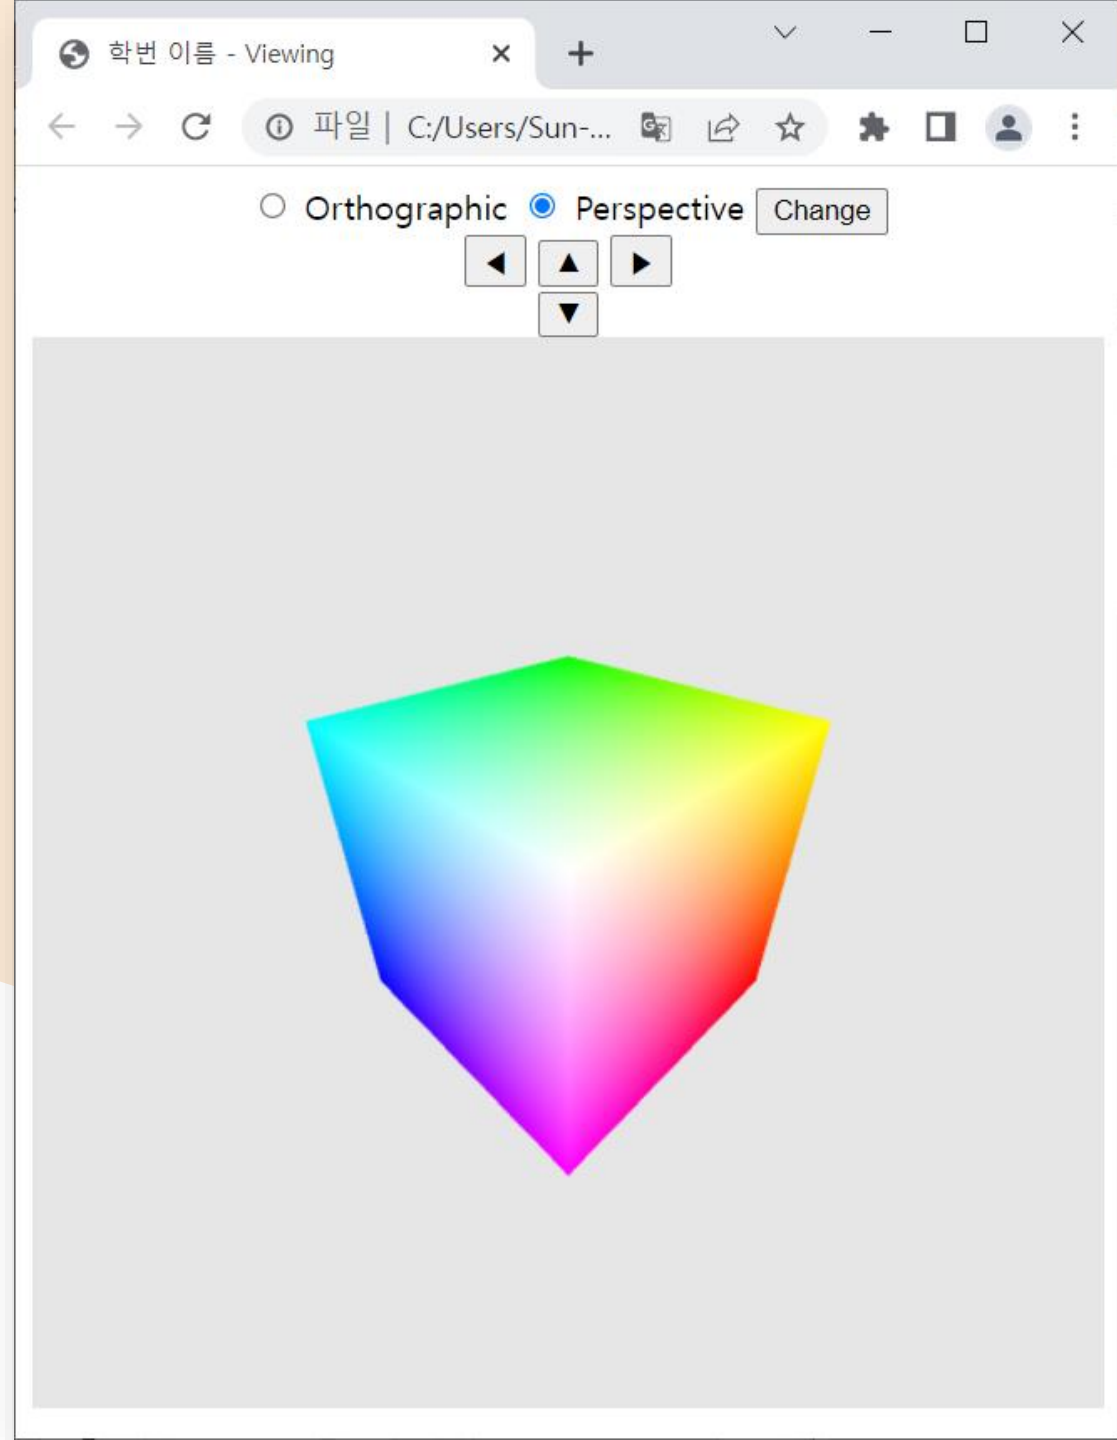 학번 이름 - Viewing
파일 | C:/Users/Sun-...
Orthographic Perspective Change
◀ ▲ ▶
▼